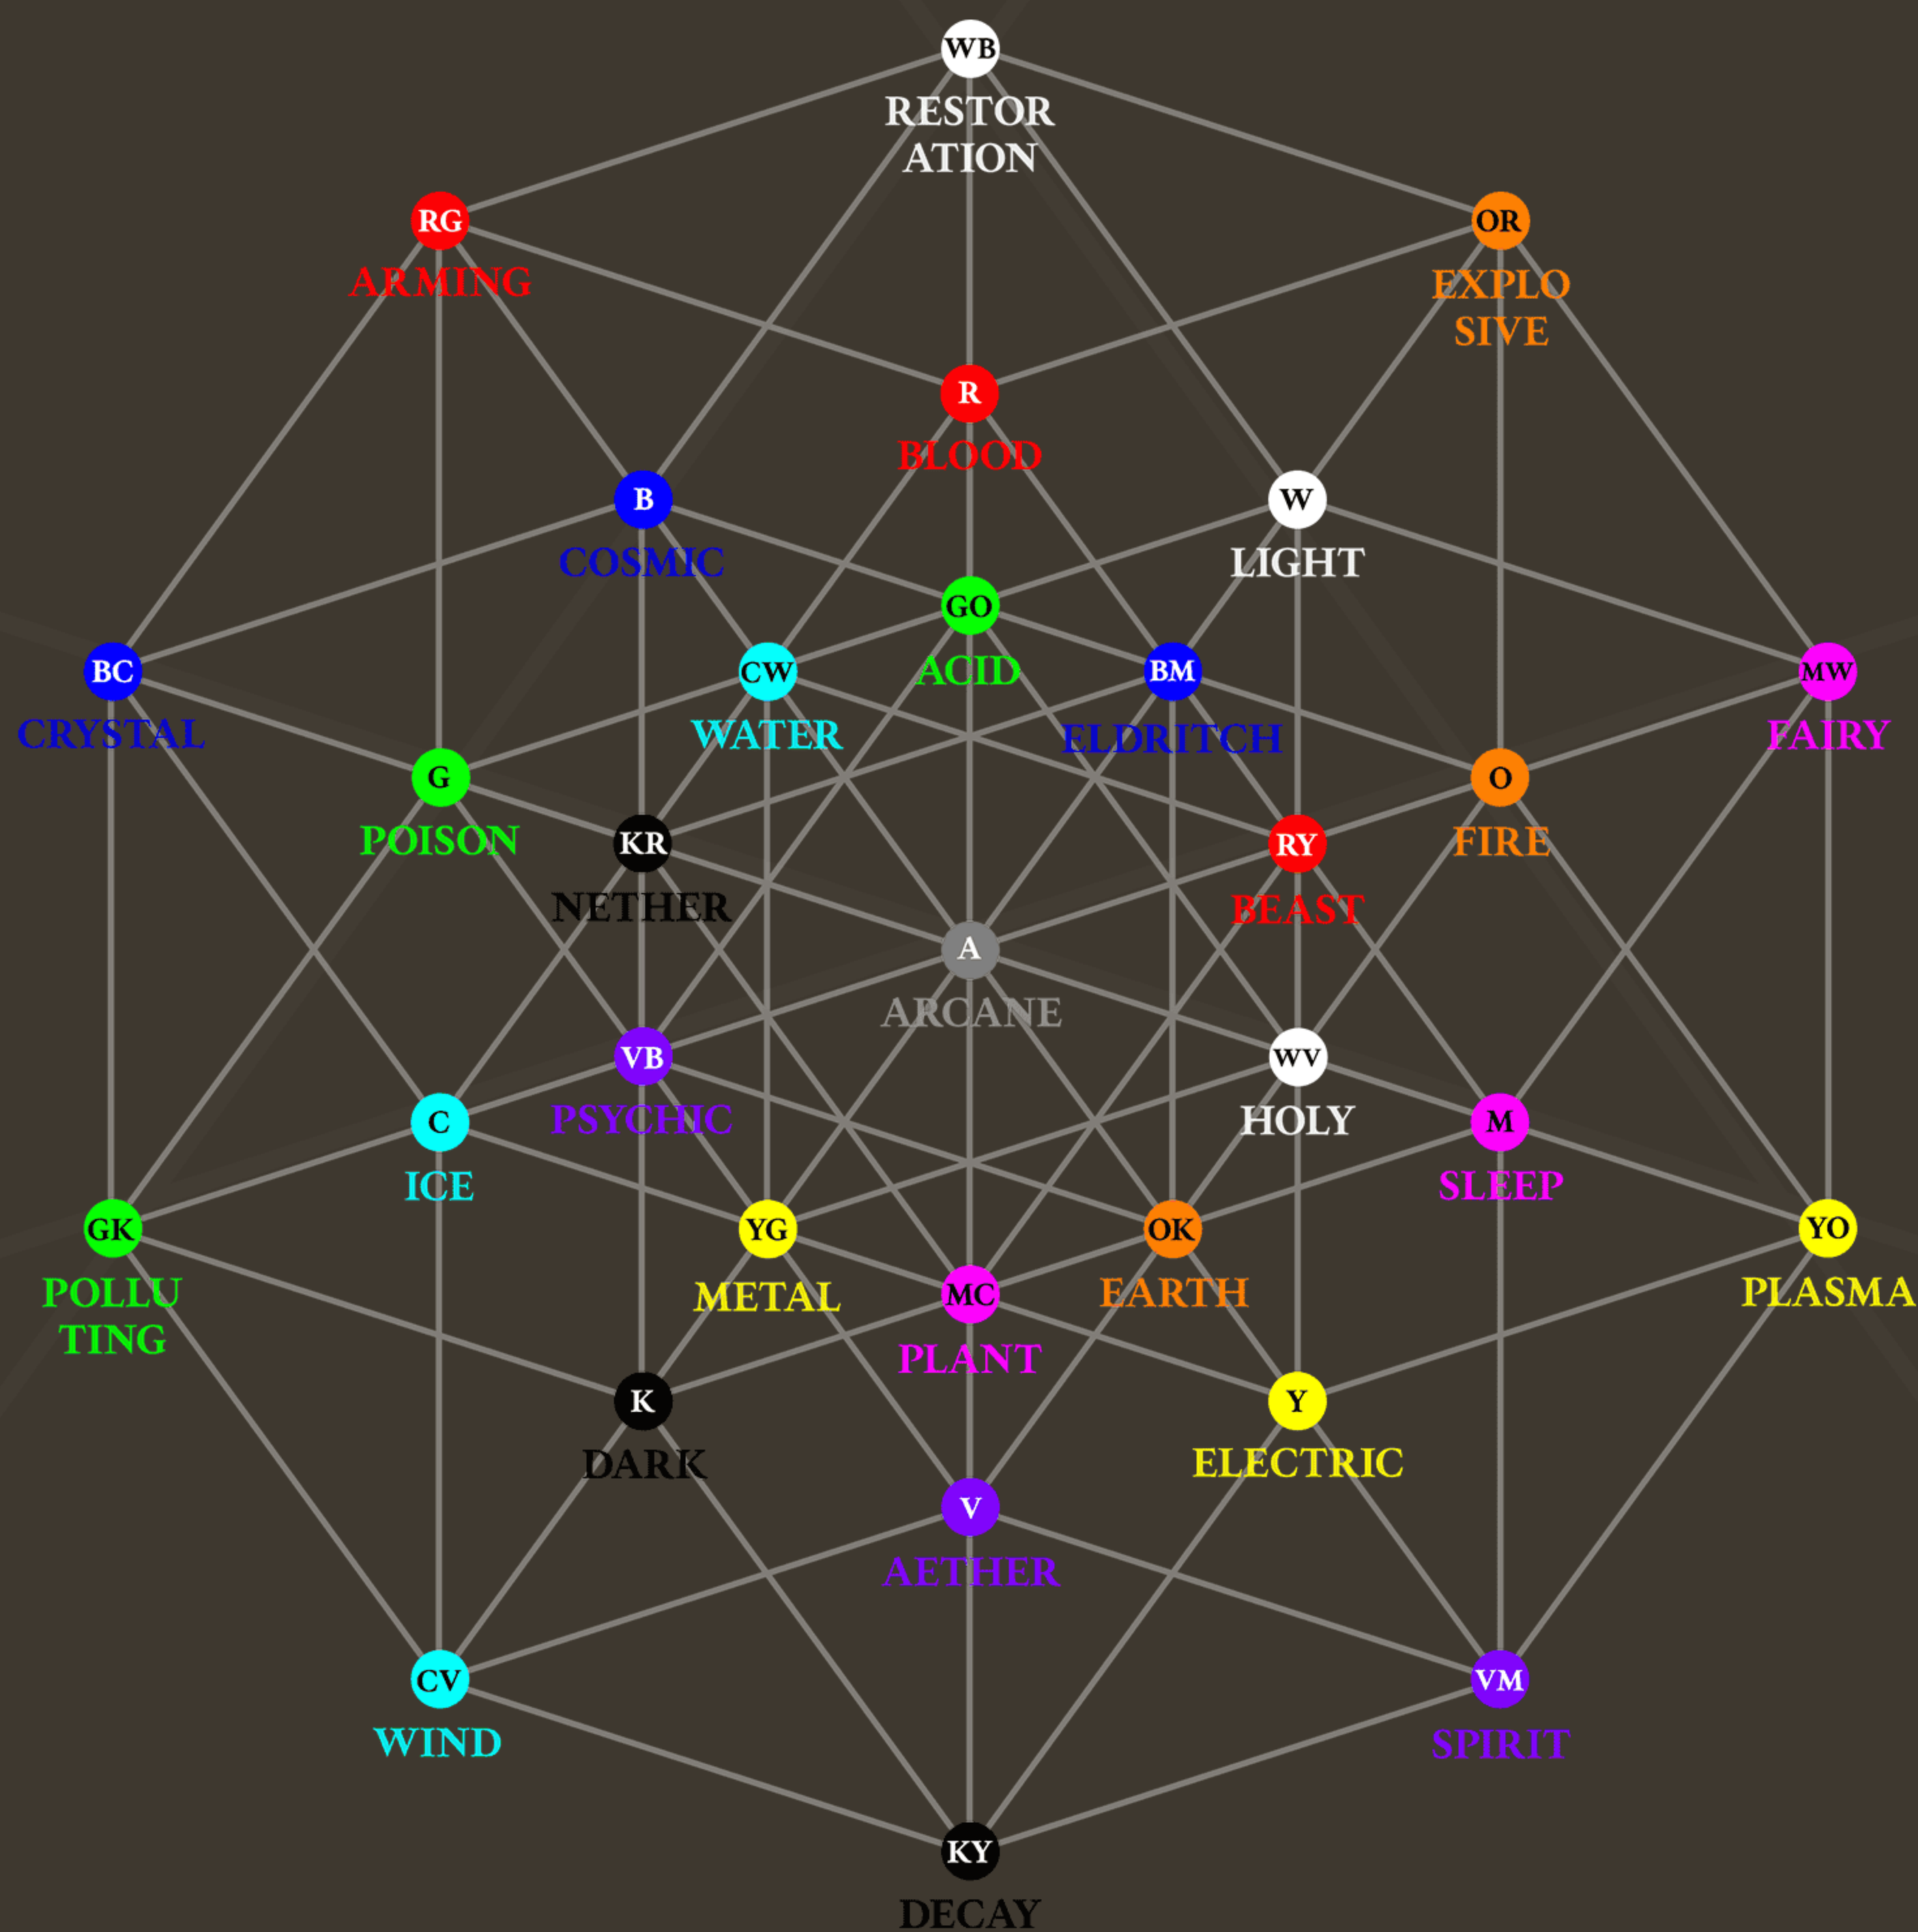 WB
RESTOR
ATION
RG
ARMING
OR
EXPLO
SIVE
R
BLOOD
B
COSMIC
W
LIGHT
GO
ACID
BC
CRYSTAL
CW
WATER
BM
ELDRITCH
MW
FAIRY
G
POISON
O
FIRE
KR
NETHER
RY
BEAST
A
ARCANE
VB
PSYCHIC
WV
HOLY
C
ICE
M
SLEEP
GK
POLLU
TING
YG
METAL
OK
EARTH
YO
PLASMA
MC
PLANT
K
DARK
Y
ELECTRIC
V
AETHER
CV
WIND
VM
SPIRIT
KY
DECAY